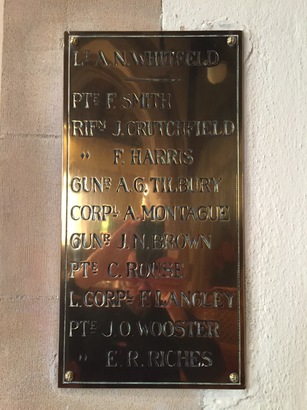 Lt A. N. WHITFELD
PTE F. SMITH
RIFN J. CRUTCHFIELD
" F. HARRIS
GUNR A. G. TILBURY
CORPL A. MONTAGUE
GUNR J. N. BROWN
PTE C. ROUSE
L. CORPL F. LANGLEY
PTE J. O. WOOSTER
" E. R. RICHES